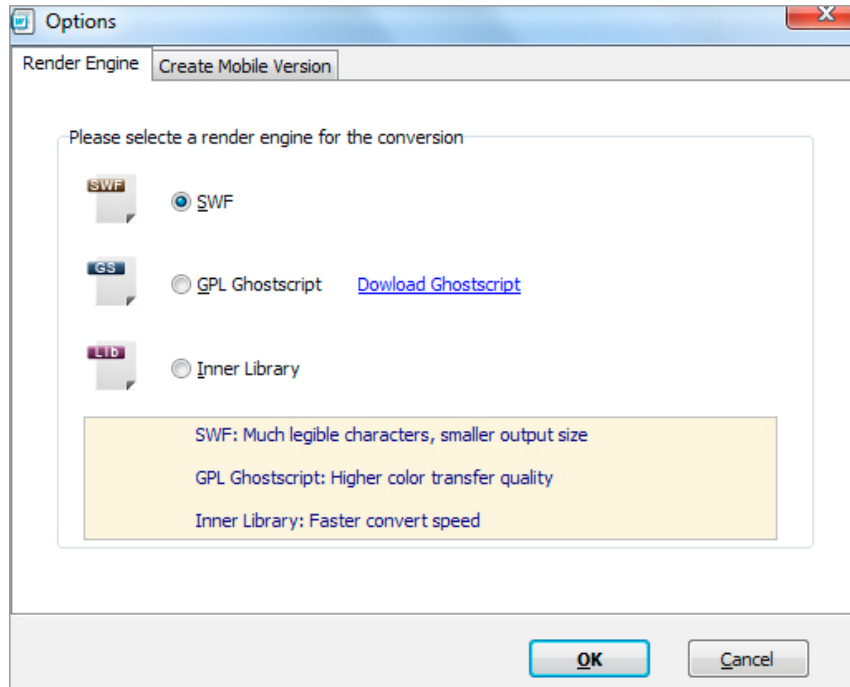 Options
Render Engine Create Mobile Version
Please selecte a render engine for the conversion
SWF
SWF
GS
GPL Ghostscript Dowload Ghostscript
Lib
Inner Library
SWF: Much legible characters, smaller output size
GPL Ghostscript: Higher color transfer quality
Inner Library: Faster convert speed
OK Cancel